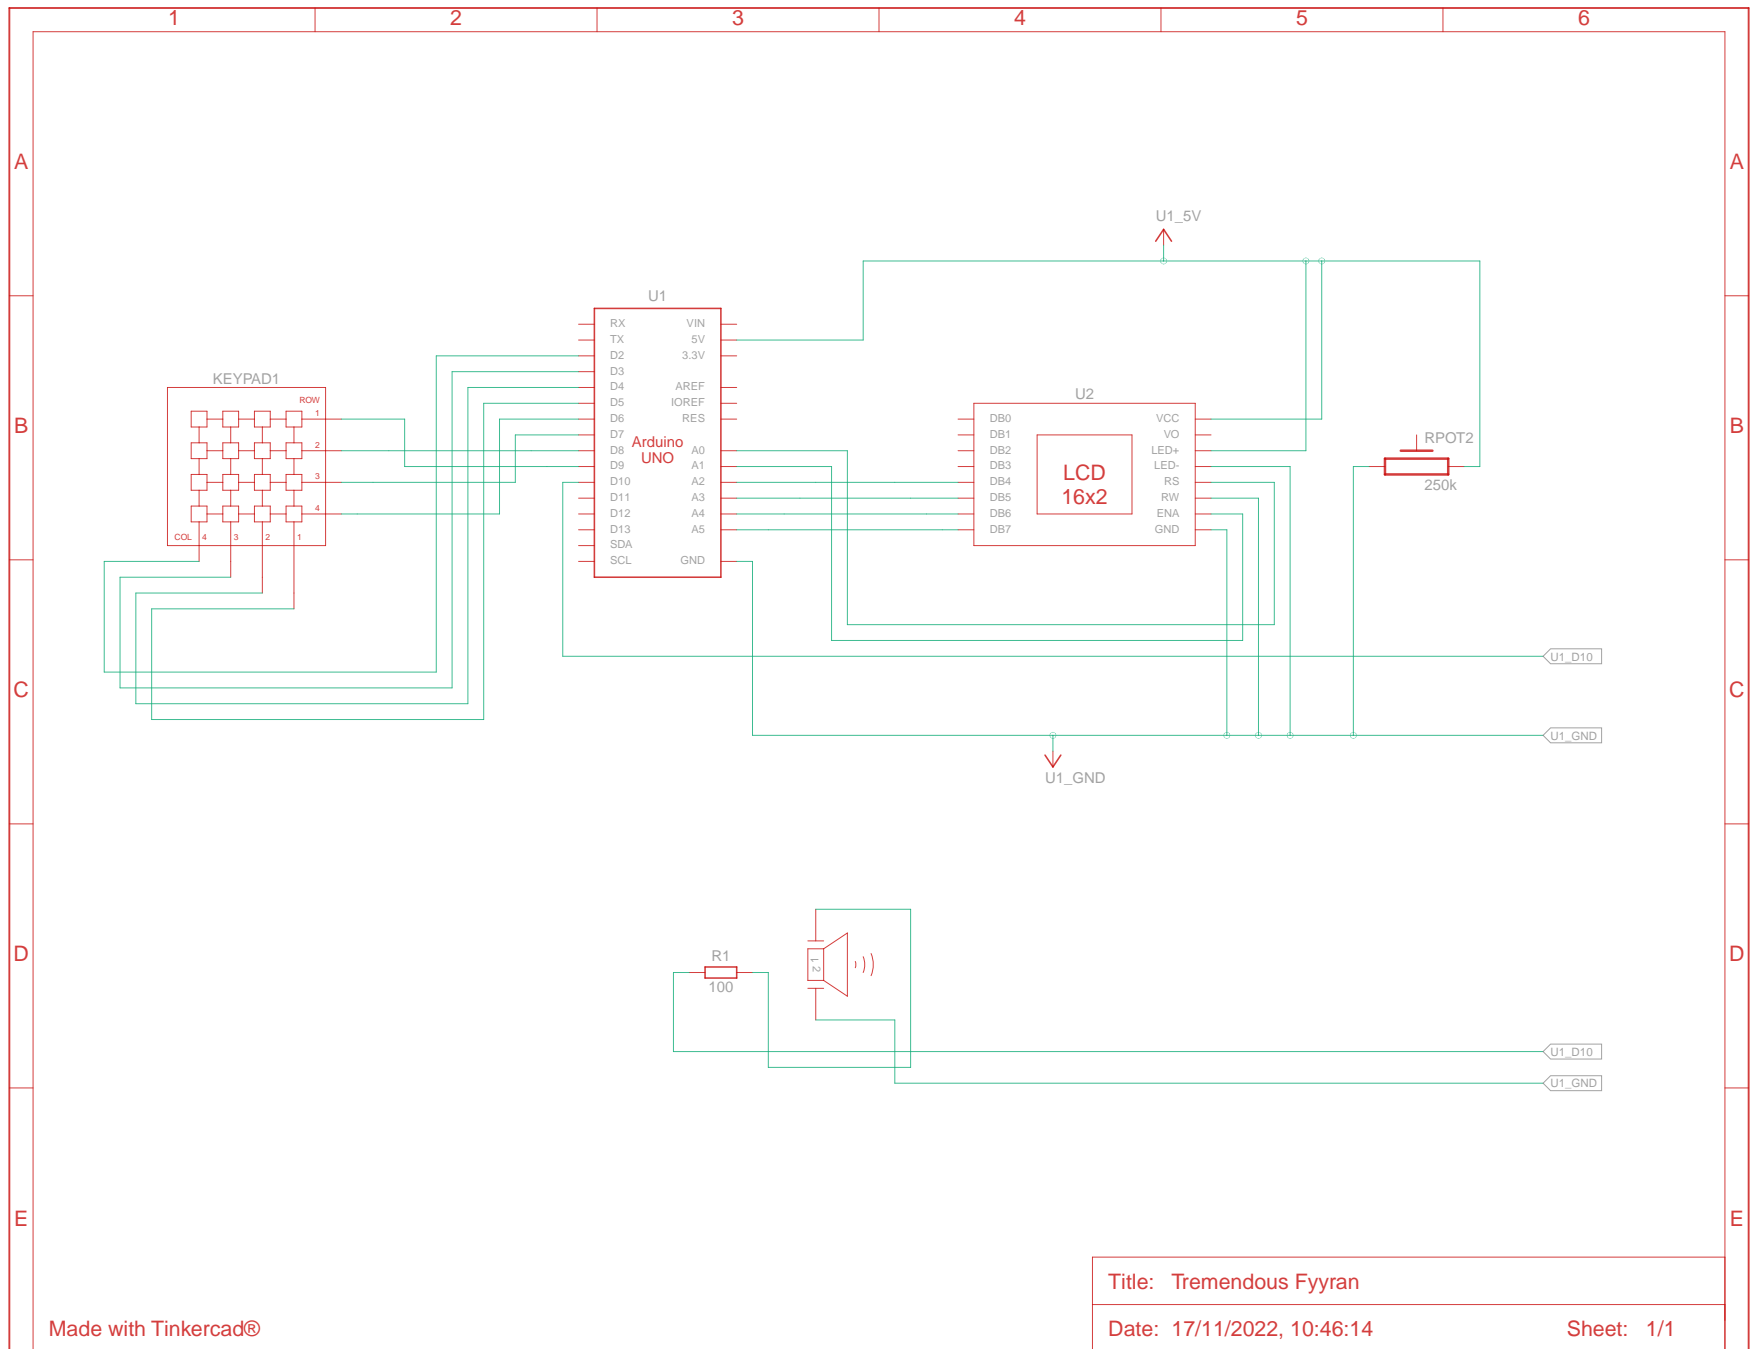 1 2 3 4 5 6
A A
U1_5V
U1
RX VIN
TX 5V
D2 3.3V
D3
D4 AREF
D5 IOREF
D6 RES
D7
D8 A0
D9 A1
D10 A2
D11 A3
D12 A4
D13 A5
SDA
SCL GND
Arduino
UNO
KEYPAD1
ROW
1
2
3
4
COL 4 3 2 1
B B
U2
DB0 VCC
DB1 VO
DB2 LED+
DB3 LED-
DB4 RS
DB5 RW
DB6 ENA
DB7 GND
LCD
16x2
RPOT2
250k
U1_D10
C C
U1_GND
U1_GND
D D
R1
100
1 2
U1_D10
U1_GND
E E
Title: Tremendous Fyyran
Made with Tinkercad®
Date: 17/11/2022, 10:46:14 Sheet: 1/1